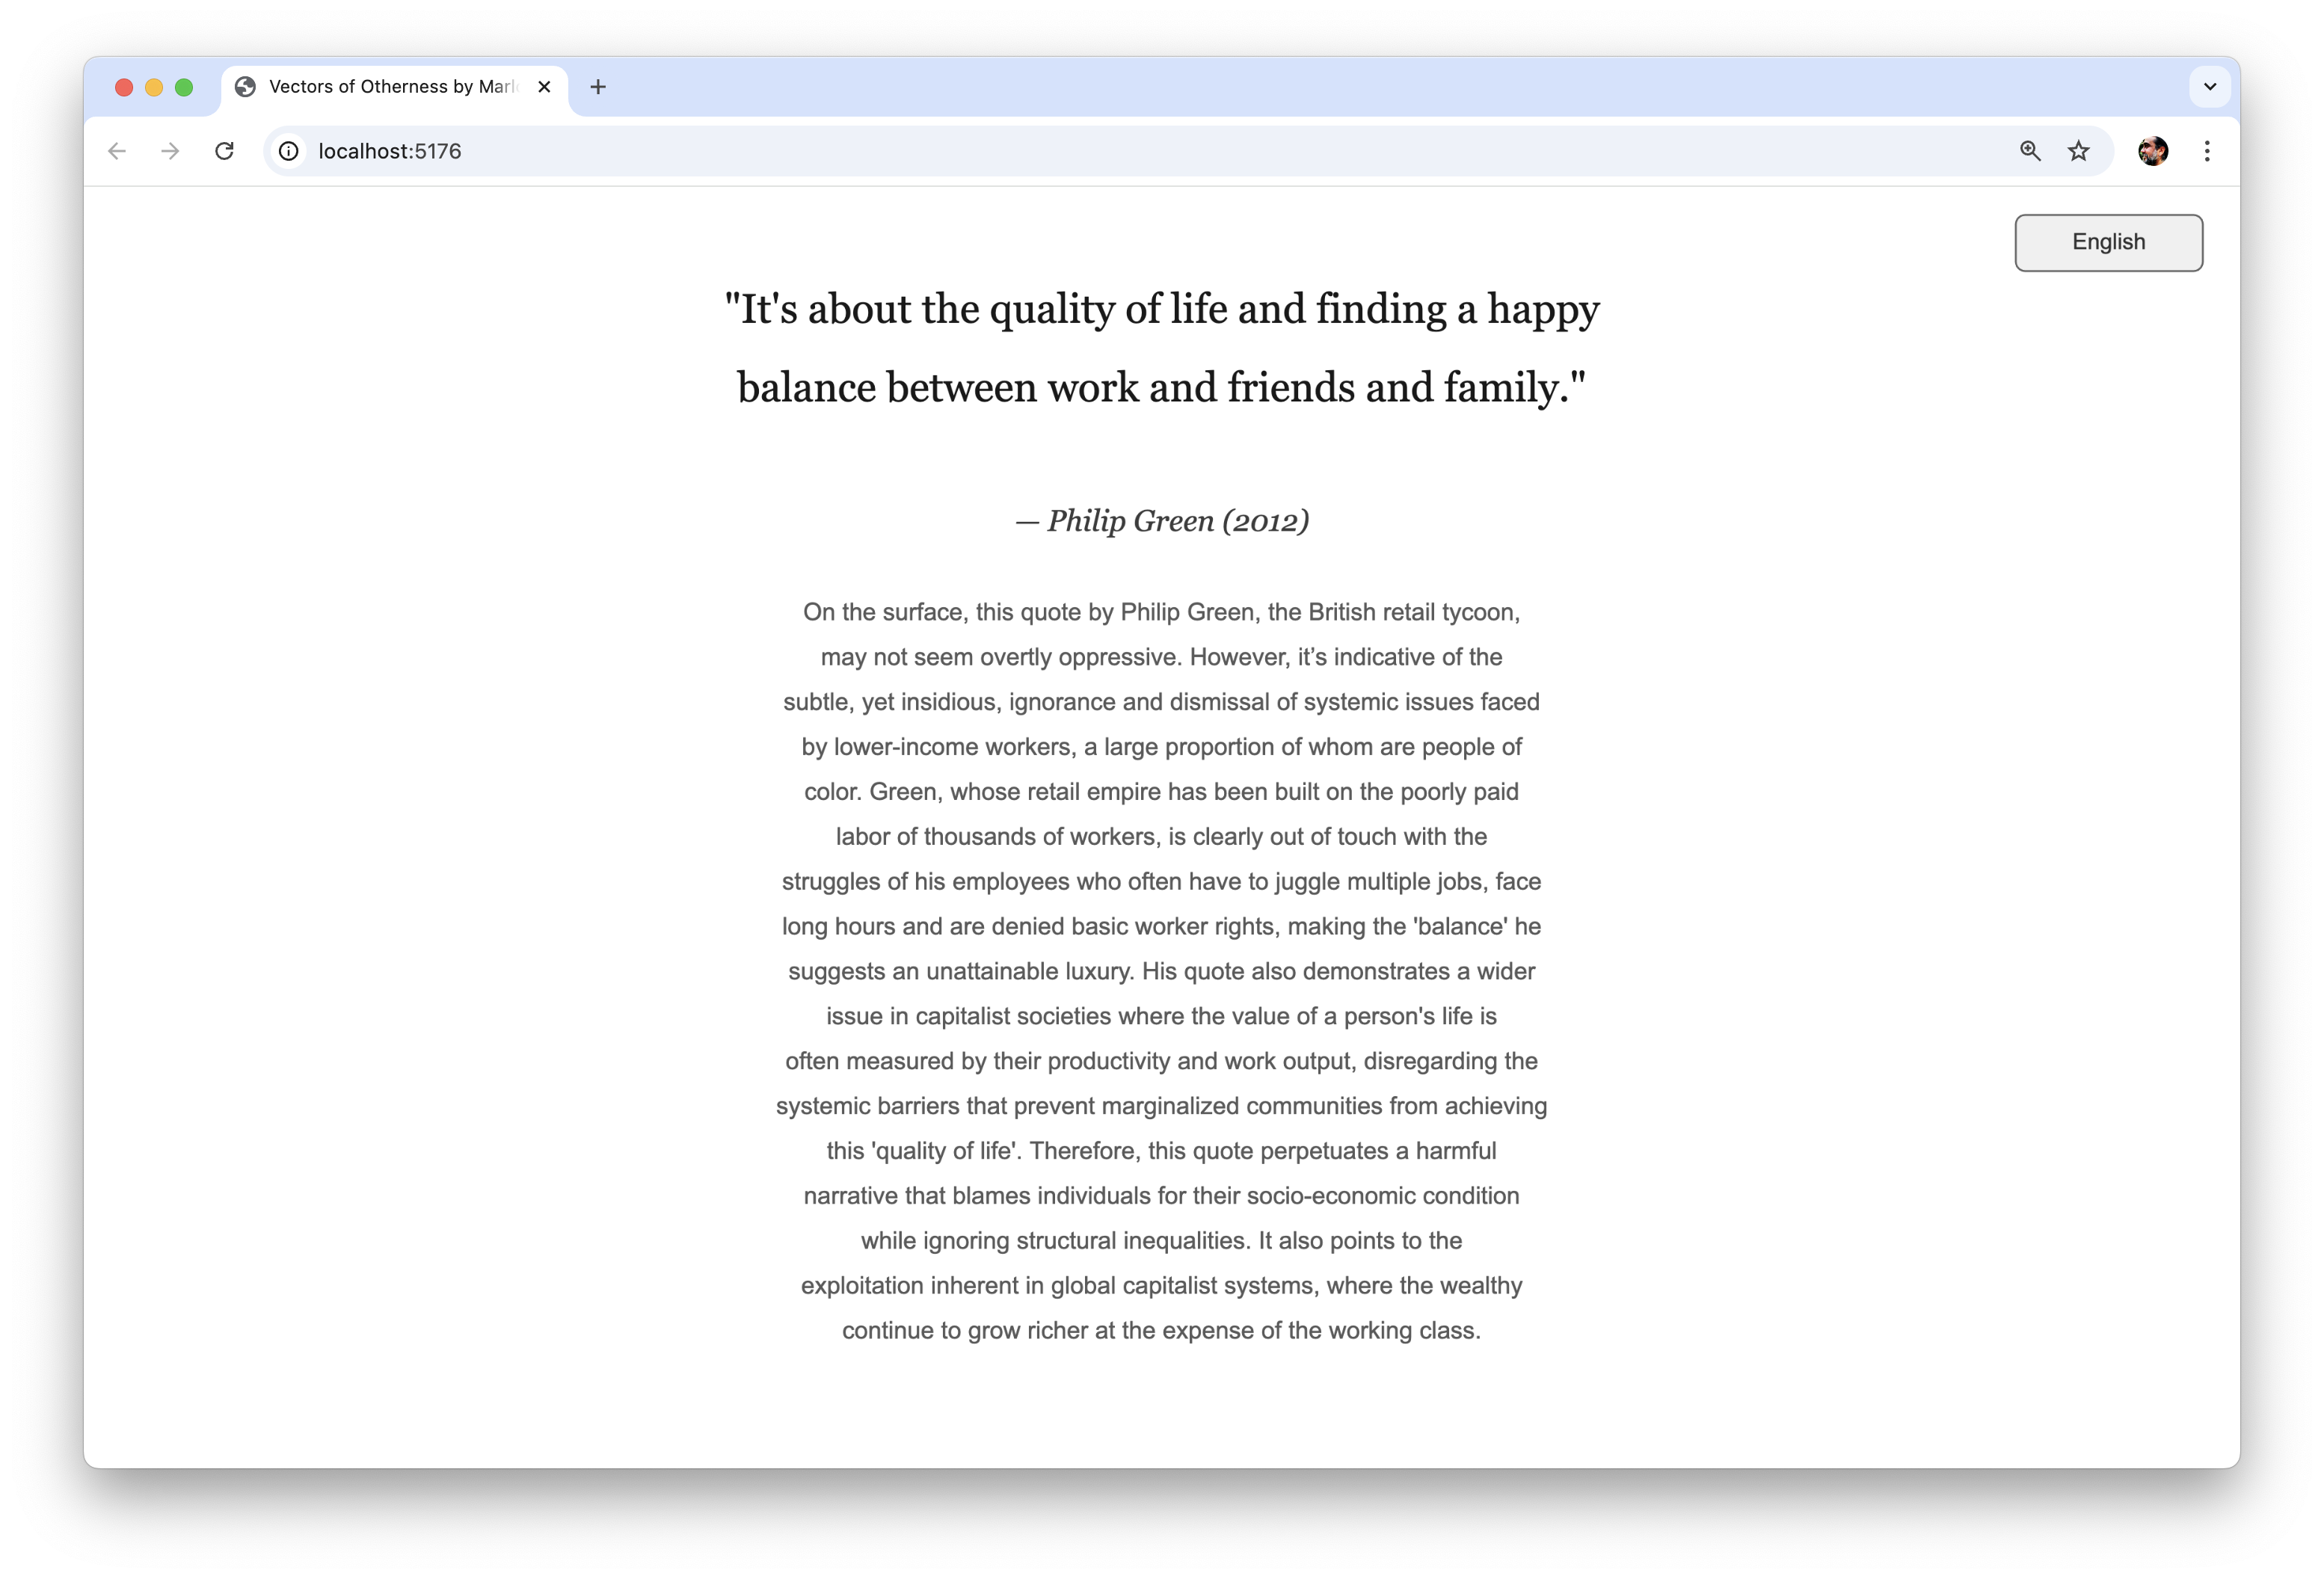 Vectors of Otherness by Marl
localhost:5176
English
"It's about the quality of life and finding a happy
balance between work and friends and family."
— Philip Green (2012)
On the surface, this quote by Philip Green, the British retail tycoon,
may not seem overtly oppressive. However, it’s indicative of the
subtle, yet insidious, ignorance and dismissal of systemic issues faced
by lower-income workers, a large proportion of whom are people of
color. Green, whose retail empire has been built on the poorly paid
labor of thousands of workers, is clearly out of touch with the
struggles of his employees who often have to juggle multiple jobs, face
long hours and are denied basic worker rights, making the 'balance' he
suggests an unattainable luxury. His quote also demonstrates a wider
issue in capitalist societies where the value of a person's life is
often measured by their productivity and work output, disregarding the
systemic barriers that prevent marginalized communities from achieving
this 'quality of life'. Therefore, this quote perpetuates a harmful
narrative that blames individuals for their socio-economic condition
while ignoring structural inequalities. It also points to the
exploitation inherent in global capitalist systems, where the wealthy
continue to grow richer at the expense of the working class.